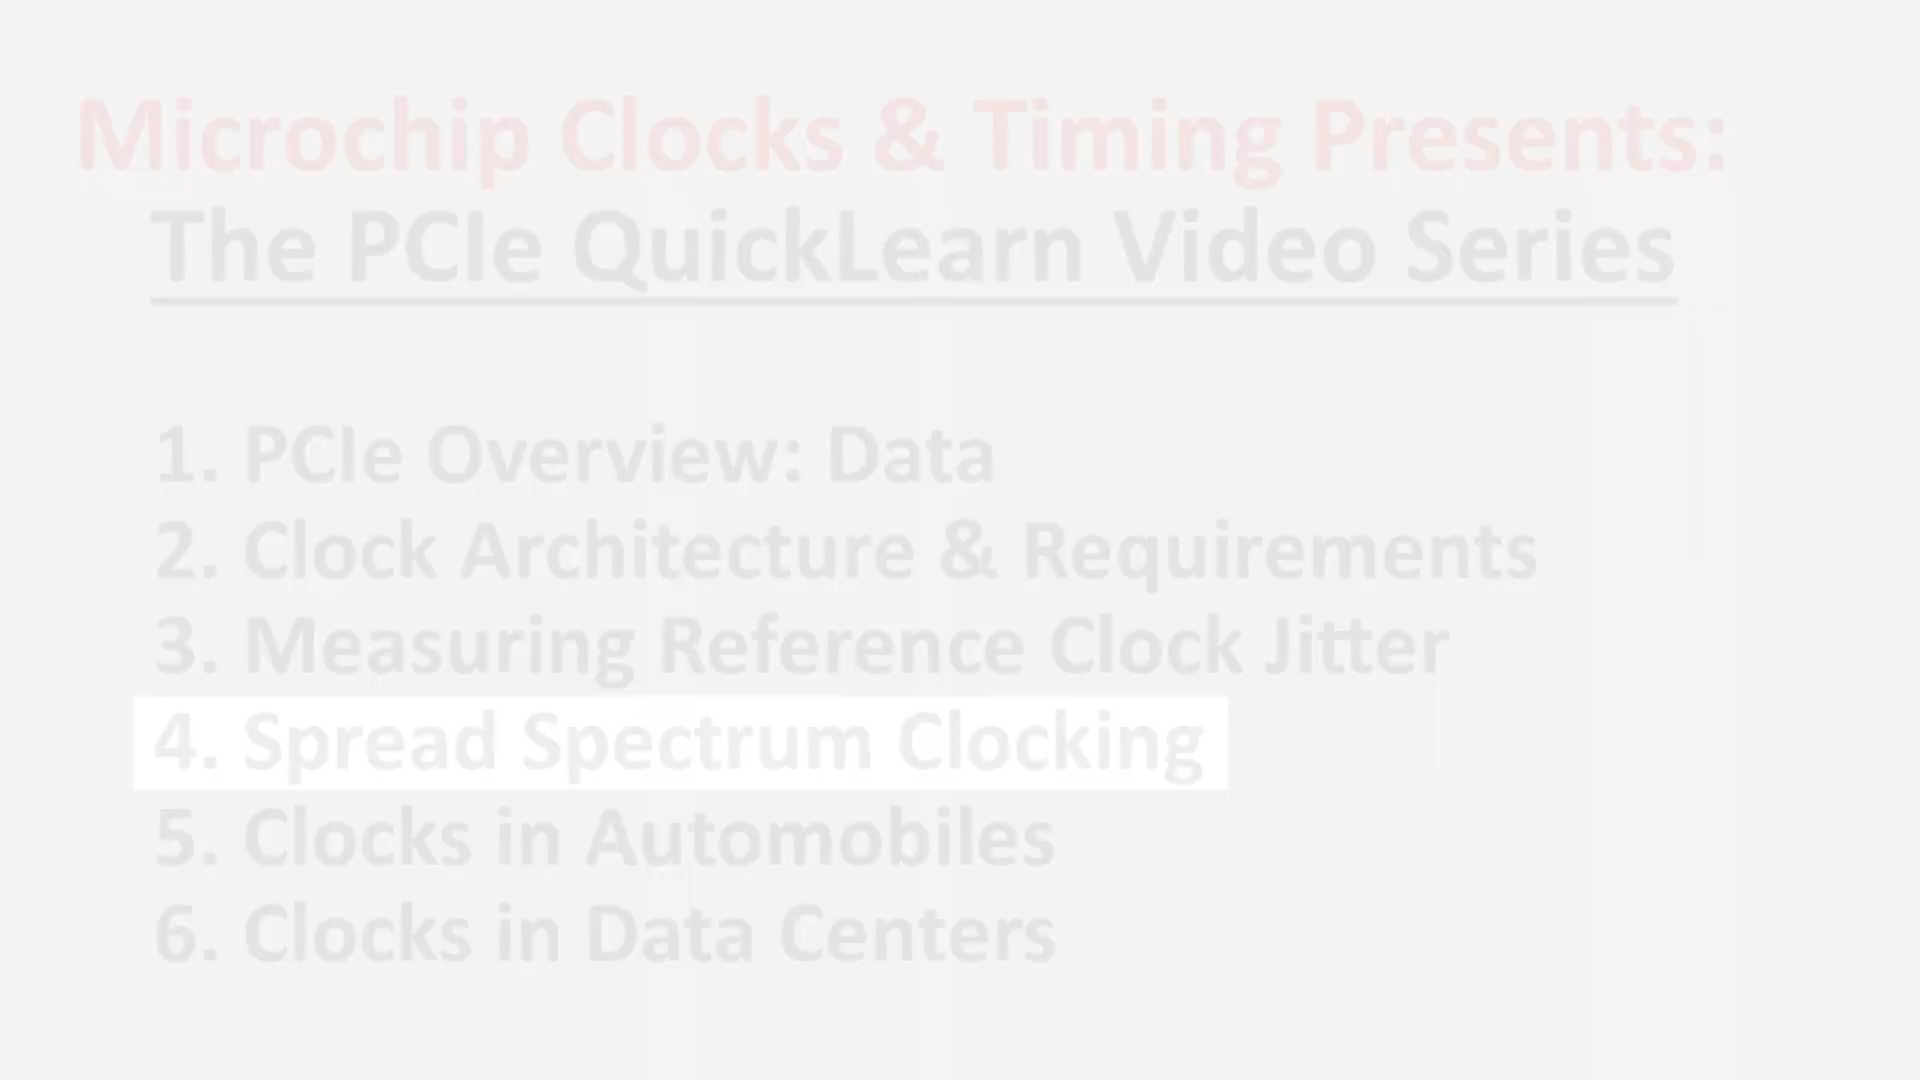 Microchip Clocks & Timing Presents:
The PCIe QuickLearn Video Series
1. PCIe Overview: Data
2. Clock Architecture & Requirements
3. Measuring Reference Clock Jitter
4. Spread Spectrum Clocking
5. Clocks in Automobiles
6. Clocks in Data Centers